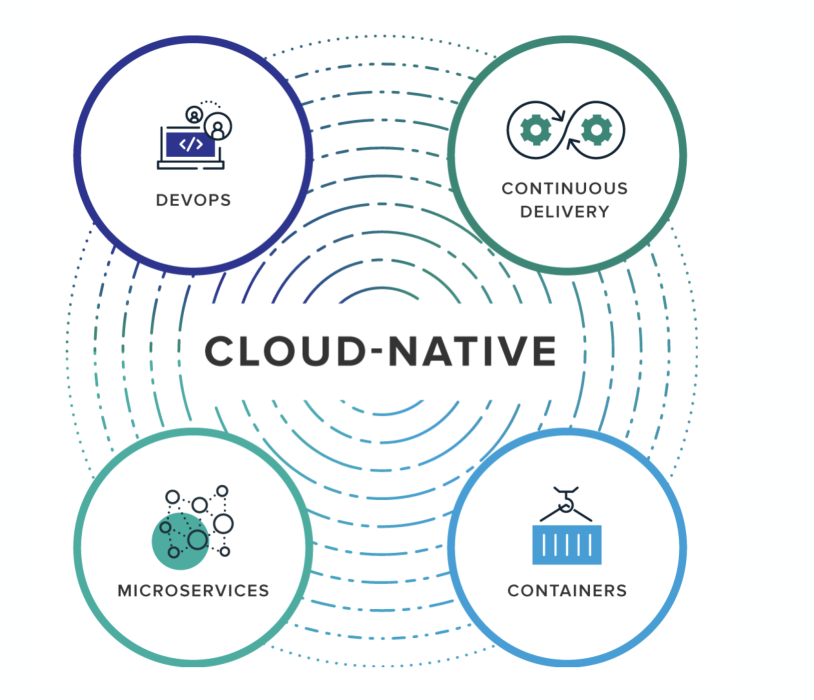 DEVOPS
</>
CONTINUOUS
DELIVERY
CLOUD-NATIVE
MICROSERVICES
CONTAINERS